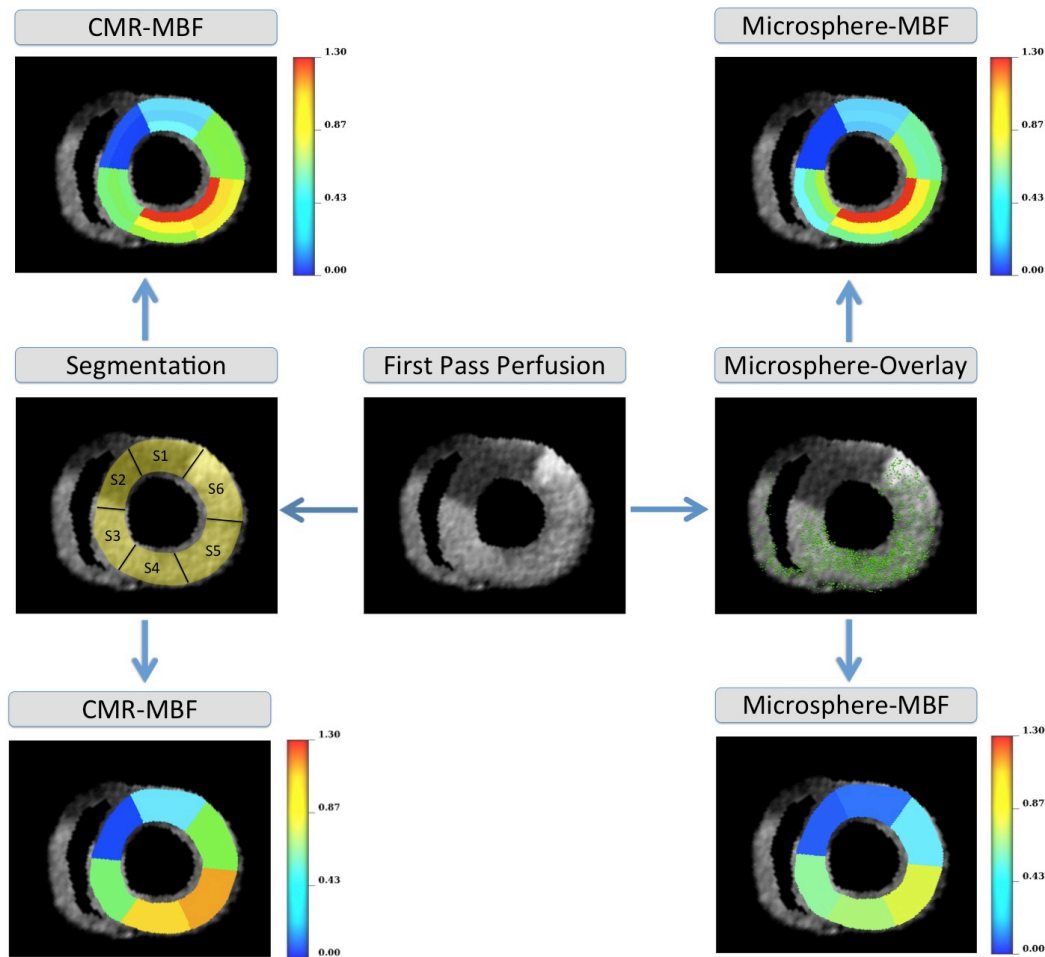 CMR-MBF
Microsphere-MBF
1.30
0.87
0.43
0.00
1.30
0.87
0.43
0.00
Segmentation
First Pass Perfusion
Microsphere-Overlay
S1
S2
S6
S3
S5
S4
CMR-MBF
Microsphere-MBF
1.30
0.87
0.43
0.00
1.30
0.87
0.43
0.00